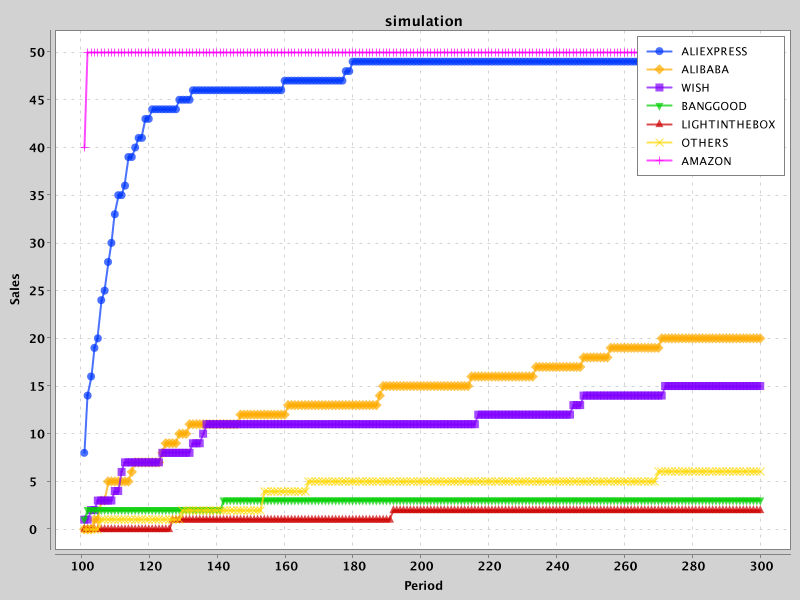 simulation
Sales
50
45
40
35
30
25
20
15
10
5
0
ALIEXPRESS
ALIBABA
WISH
BANGGOOD
LIGHTINTHEBOX
OTHERS
AMAZON
100 120 140 160 180 200 220 240 260 280 300
Period